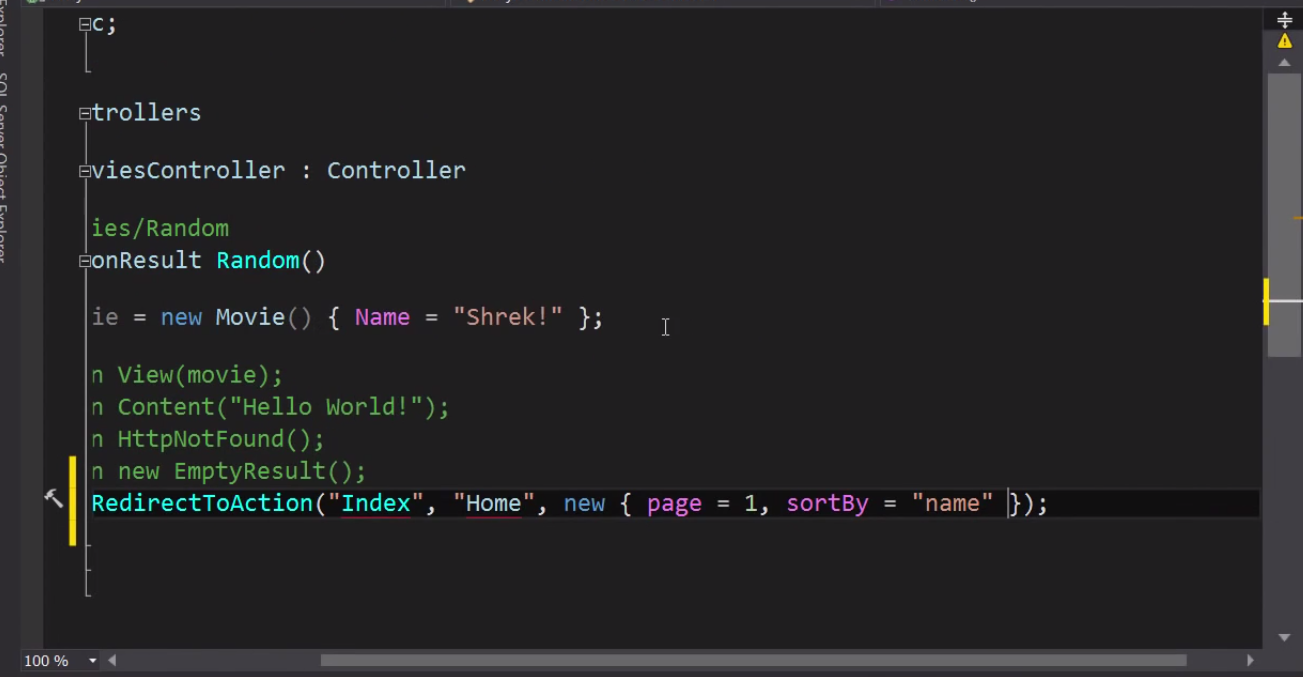 c;
trollers
viesController : Controller
ies/Random
onResult Random()
ie = new Movie() { Name = "Shrek!" };
n View(movie);
n Content("Hello World!");
n HttpNotFound();
n new EmptyResult();
RedirectToAction("Index", "Home", new { page = 1, sortBy = "name" });
100 %
Explorer
SQL Server Object Explorer